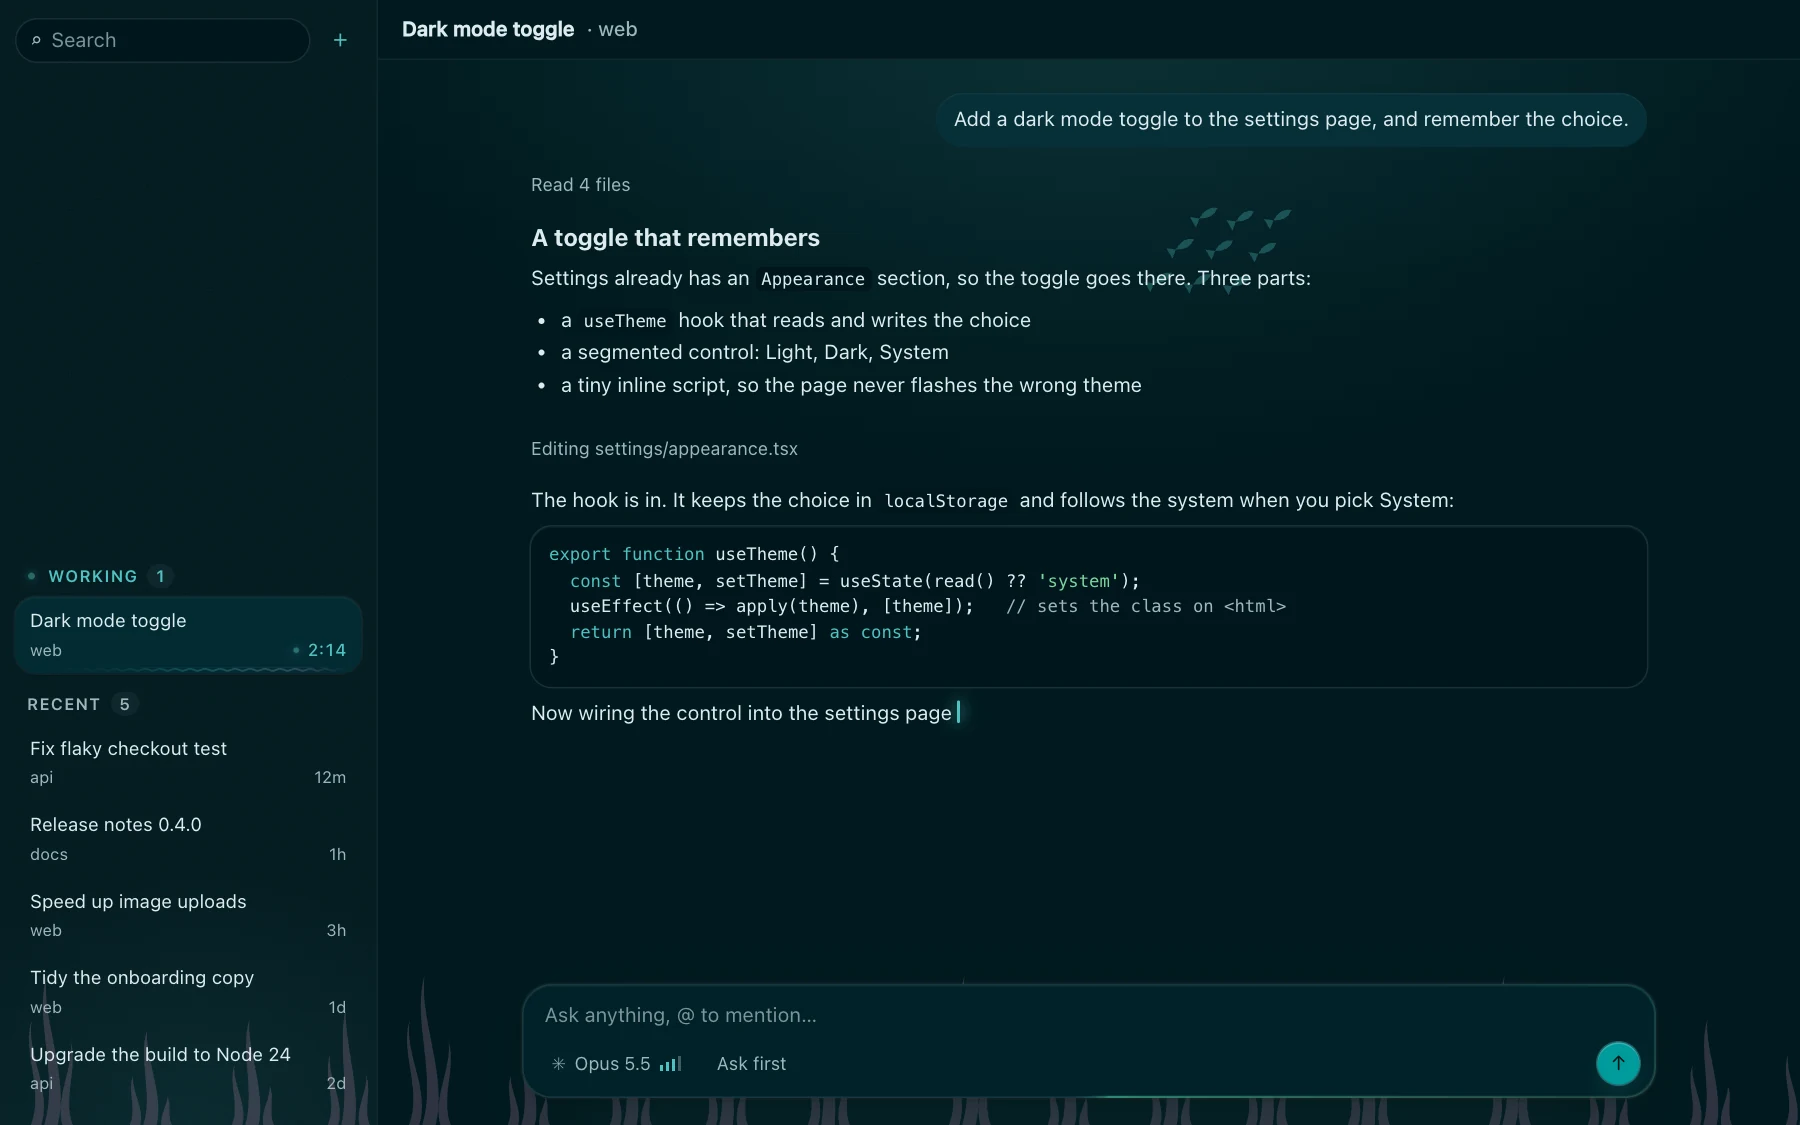 Search
+
Dark mode toggle · web
Add a dark mode toggle to the settings page, and remember the choice.
Read 4 files
A toggle that remembers
Settings already has an Appearance section, so the toggle goes there. Three parts:
• a useTheme hook that reads and writes the choice
• a segmented control: Light, Dark, System
• a tiny inline script, so the page never flashes the wrong theme
Editing settings/appearance.tsx
The hook is in. It keeps the choice in localStorage and follows the system when you pick System:
export function useTheme() {
  const [theme, setTheme] = useState(read() ?? 'system');
  useEffect(() => apply(theme), [theme]);   // sets the class on <html>
  return [theme, setTheme] as const;
}
Now wiring the control into the settings page
WORKING 1
Dark mode toggle
web 2:14
RECENT 5
Fix flaky checkout test
api 12m
Release notes 0.4.0
docs 1h
Speed up image uploads
web 3h
Tidy the onboarding copy
web 1d
Upgrade the build to Node 24
api 2d
Ask anything, @ to mention...
Opus 5.5 Ask first